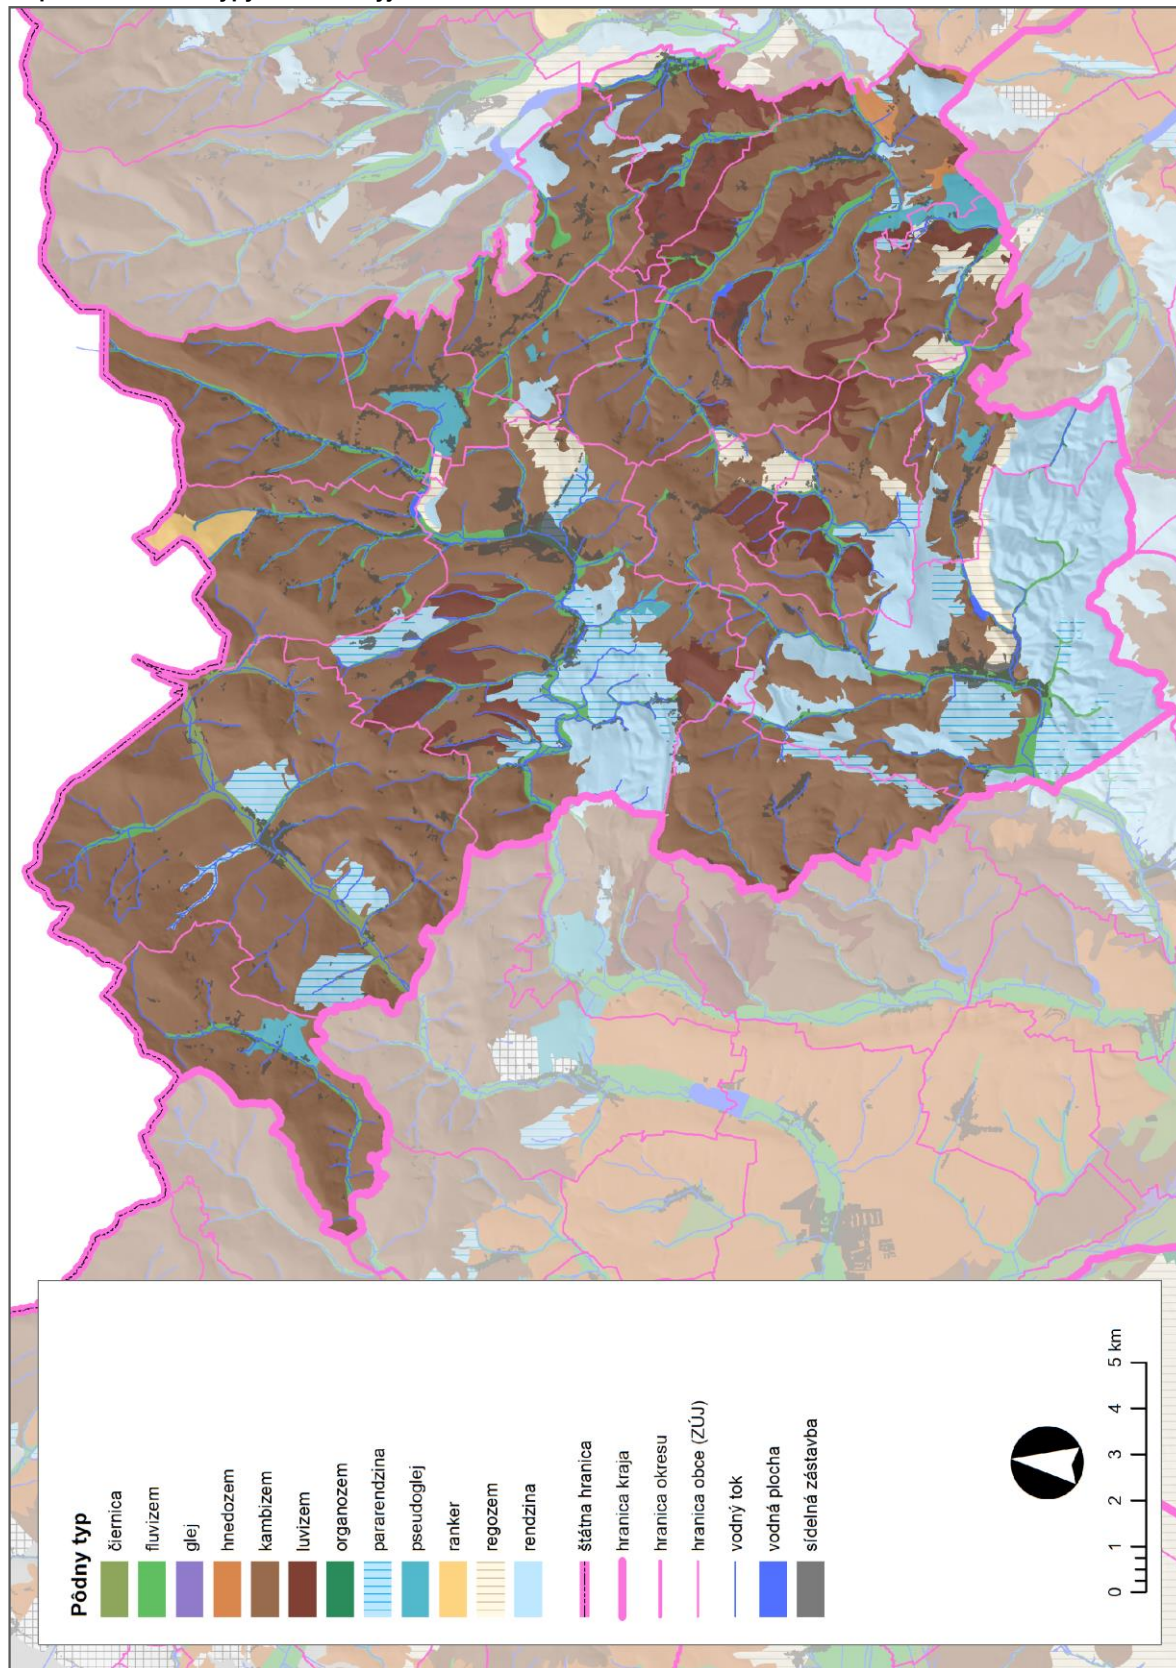 Pôdny typ
čiernica
fluvizem
glej
hnedozem
kambizem
luvizem
organozem
pararendzina
pseudoglej
ranker
regozem
rendzina
štátna hranica
hranica kraja
hranica okresu
hranica obce (ZÚJ)
vodný tok
vodná plocha
sídelná zástavba
0 1 2 3 4 5 km